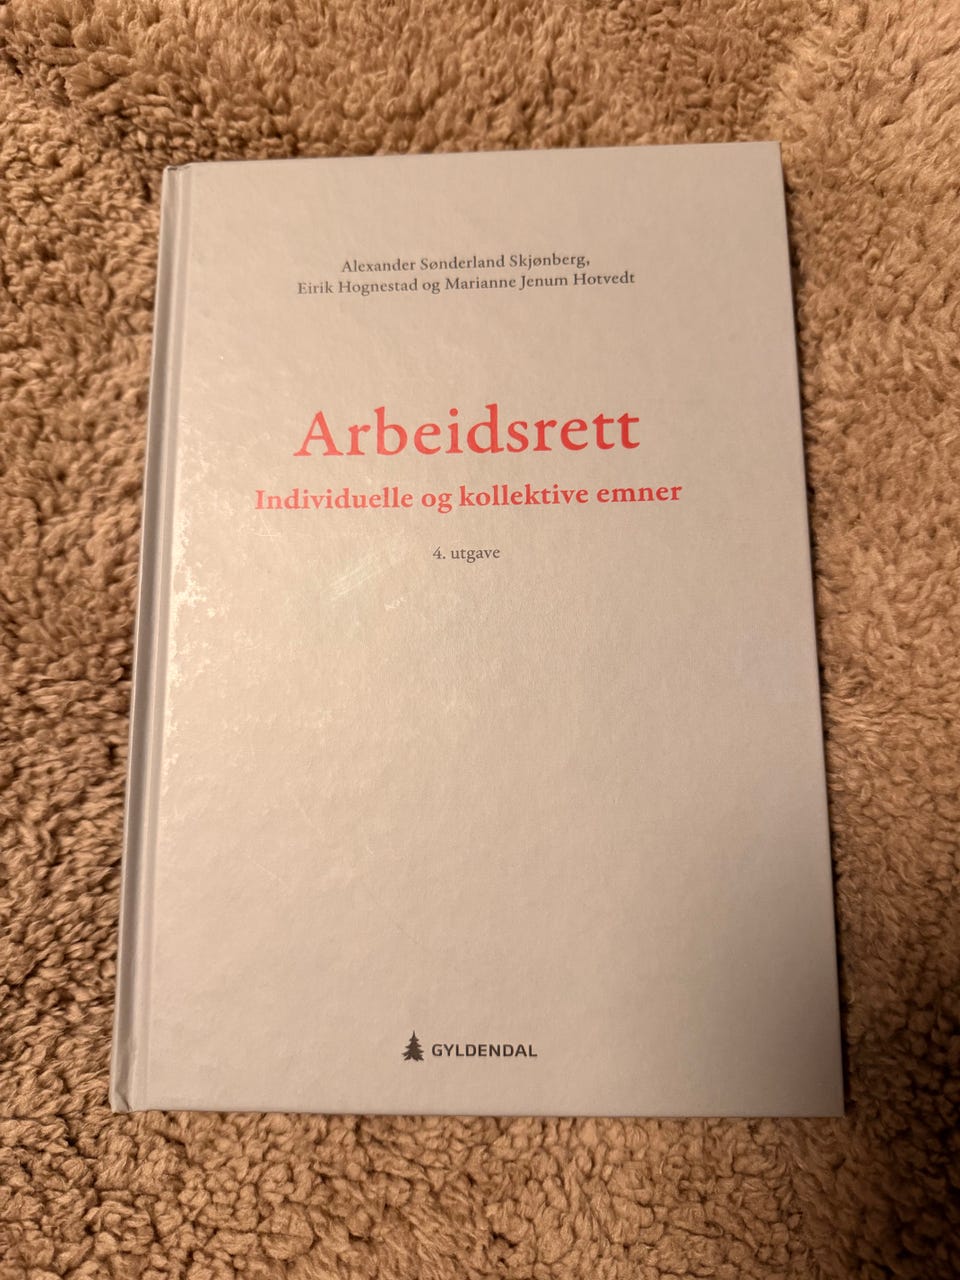 Alexander Sønderland Skjønberg,
Eirik Hognestad og Marianne Jenum Hotvedt
Arbeidsrett
Individuelle og kollektive emner
4. utgave
GYLDENDAL